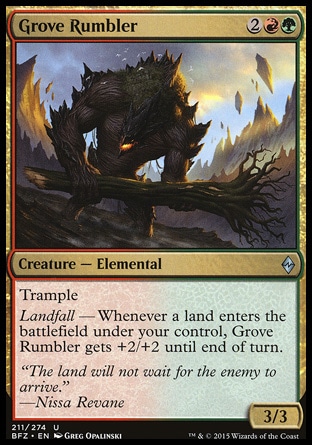 Grove Rumbler 2
Creature — Elemental
Trample
Landfall — Whenever a land enters the
battlefield under your control, Grove
Rumbler gets +2/+2 until end of turn.
“The land will not wait for the enemy to
arrive.”
—Nissa Revane
3/3
211/274 U
BFZ • EN Greg Opalinski
™ & © 2015 Wizards of the Coast